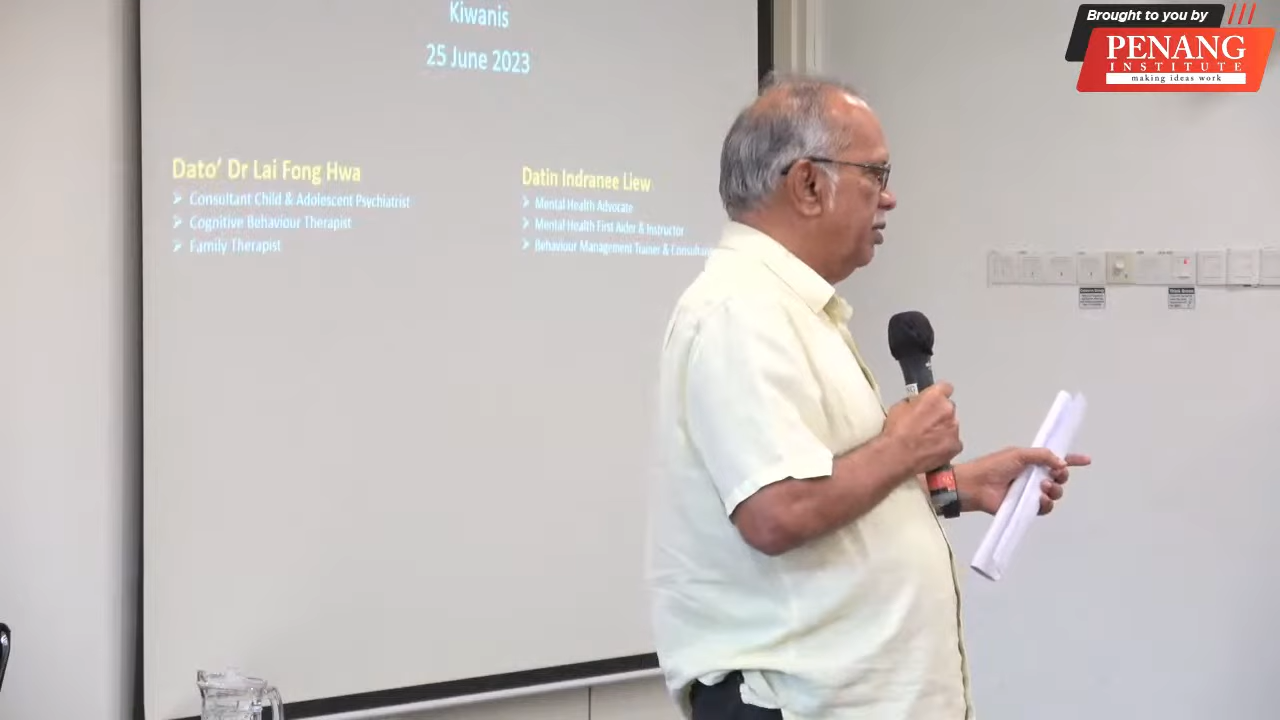 Kiwanis
25 June 2023
Dato' Dr Lai Fong Hwa
➢ Consultant Child & Adolescent Psychiatrist
➢ Cognitive Behaviour Therapist
➢ Family Therapist
Datin Indranee Liew
➢ Mental Health Advocate
➢ Mental Health First Aider & Instructor
➢ Behaviour Management Trainer & Consultant
Brought to you by
PENANG
INSTITUTE
making ideas work